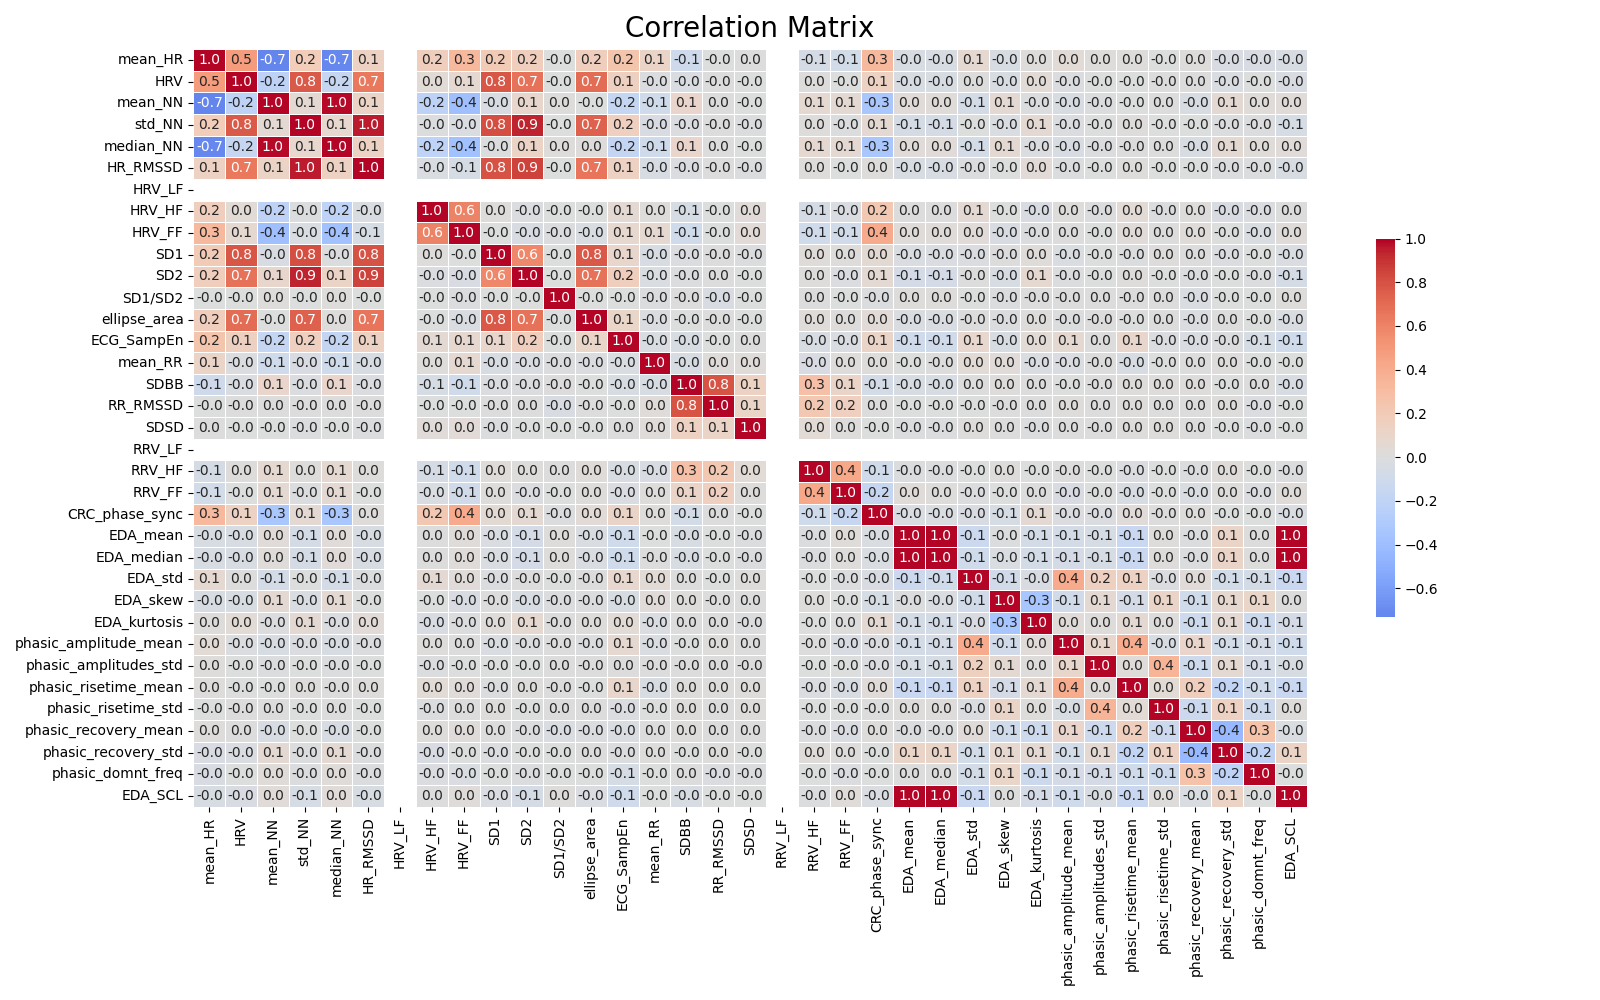 Correlation Matrix
mean_HR 1.0 0.5 -0.7 0.2 -0.7 0.1 0.2 0.3 0.2 0.2 -0.0 0.2 0.2 0.1 -0.1 -0.0 0.0 -0.1 -0.1 0.3 -0.0 -0.0 0.1 -0.0 -0.0 0.0 0.0 0.0 -0.0 0.0 -0.0 -0.0 -0.0
HRV 0.5 1.0 -0.2 0.8 -0.2 0.7 0.0 0.1 0.8 0.7 -0.0 0.7 0.1 -0.0 -0.0 -0.0 -0.0 0.0 -0.0 0.1 -0.0 -0.0 0.0 -0.0 0.0 -0.0 -0.0 -0.0 0.0 0.0 -0.0 -0.0 -0.0
mean_NN -0.7 -0.2 1.0 0.1 1.0 0.1 -0.2 -0.4 -0.0 0.1 0.0 -0.0 -0.2 -0.1 0.1 0.0 -0.0 0.1 0.1 -0.3 0.0 0.0 -0.1 0.1 -0.0 -0.0 -0.0 -0.0 0.0 -0.0 0.1 0.0 0.0
std_NN 0.2 0.8 0.1 1.0 0.1 1.0 -0.0 -0.0 0.8 0.9 -0.0 0.7 0.2 -0.0 -0.0 -0.0 -0.0 0.0 -0.0 0.1 -0.1 -0.1 -0.0 -0.0 0.1 -0.0 -0.0 0.0 -0.0 -0.0 -0.0 -0.0 -0.1
median_NN -0.7 -0.2 1.0 0.1 1.0 0.1 -0.2 -0.4 -0.0 0.1 0.0 0.0 -0.2 -0.1 0.1 0.0 -0.0 0.1 0.1 -0.3 0.0 0.0 -0.1 0.1 -0.0 -0.0 -0.0 -0.0 0.0 -0.0 0.1 0.0 0.0
HR_RMSSD 0.1 0.7 0.1 1.0 0.1 1.0 -0.0 -0.1 0.8 0.9 -0.0 0.7 0.1 -0.0 -0.0 -0.0 -0.0 0.0 -0.0 0.0 -0.0 -0.0 -0.0 -0.0 0.0 -0.0 -0.0 0.0 -0.0 -0.0 -0.0 -0.0 -0.0
HRV_LF
HRV_HF 0.2 0.0 -0.2 -0.0 -0.2 -0.0 1.0 0.6 0.0 -0.0 -0.0 -0.0 0.1 0.0 -0.1 -0.0 0.0 -0.1 -0.0 0.2 0.0 0.0 0.1 -0.0 -0.0 0.0 -0.0 0.0 -0.0 0.0 -0.0 -0.0 0.0
HRV_FF 0.3 0.1 -0.4 -0.0 -0.4 -0.1 0.6 1.0 -0.0 -0.0 -0.0 -0.0 0.1 0.1 -0.1 -0.0 0.0 -0.1 -0.1 0.4 0.0 0.0 0.0 -0.0 0.0 0.0 -0.0 0.0 -0.0 0.0 -0.0 -0.0 0.0
SD1 0.2 0.8 -0.0 0.8 -0.0 0.8 0.0 -0.0 1.0 0.6 -0.0 0.8 0.1 -0.0 -0.0 -0.0 -0.0 0.0 0.0 0.0 -0.0 -0.0 -0.0 -0.0 0.0 -0.0 -0.0 -0.0 0.0 -0.0 -0.0 -0.0 -0.0
SD2 0.2 0.7 0.1 0.9 0.1 0.9 -0.0 -0.0 0.6 1.0 -0.0 0.7 0.2 -0.0 -0.0 -0.0 -0.0 0.0 -0.0 0.1 -0.1 -0.1 -0.0 -0.0 0.1 -0.0 -0.0 0.0 -0.0 -0.0 -0.0 -0.0 -0.1
SD1/SD2 -0.0 -0.0 0.0 -0.0 0.0 -0.0 -0.0 -0.0 -0.0 -0.0 1.0 -0.0 -0.0 -0.0 -0.0 -0.0 -0.0 0.0 -0.0 -0.0 0.0 0.0 -0.0 -0.0 -0.0 -0.0 -0.0 0.0 0.0 -0.0 -0.0 0.0 0.0
ellipse_area 0.2 0.7 -0.0 0.7 0.0 0.7 -0.0 -0.0 0.8 0.7 -0.0 1.0 0.1 -0.0 -0.0 -0.0 -0.0 0.0 -0.0 0.0 -0.0 -0.0 -0.0 -0.0 0.0 -0.0 -0.0 -0.0 -0.0 -0.0 -0.0 -0.0 -0.0
ECG_SampEn 0.2 0.1 -0.2 0.2 -0.2 0.1 0.1 0.1 0.1 0.2 -0.0 0.1 1.0 -0.0 -0.0 -0.0 0.0 -0.0 -0.0 0.1 -0.1 -0.1 0.1 -0.0 0.0 0.1 0.0 0.1 -0.0 0.0 -0.0 -0.1 -0.1
mean_RR 0.1 -0.0 -0.1 -0.0 -0.1 -0.0 0.0 0.1 -0.0 -0.0 -0.0 -0.0 -0.0 1.0 -0.0 0.0 0.0 -0.0 0.0 0.0 -0.0 -0.0 0.0 0.0 -0.0 0.0 -0.0 -0.0 0.0 -0.0 0.0 -0.0 -0.0
SDBB -0.1 -0.0 0.1 -0.0 0.1 -0.0 -0.1 -0.1 -0.0 -0.0 -0.0 -0.0 -0.0 -0.0 1.0 0.8 0.1 0.3 0.1 -0.1 -0.0 -0.0 0.0 0.0 0.0 -0.0 0.0 0.0 0.0 -0.0 0.0 0.0 -0.0
RR_RMSSD -0.0 -0.0 0.0 -0.0 0.0 -0.0 -0.0 -0.0 -0.0 -0.0 -0.0 -0.0 -0.0 0.0 0.8 1.0 0.1 0.2 0.2 0.0 -0.0 -0.0 0.0 -0.0 0.0 -0.0 0.0 0.0 0.0 -0.0 -0.0 0.0 -0.0
SDSD 0.0 -0.0 -0.0 -0.0 -0.0 -0.0 0.0 0.0 -0.0 -0.0 -0.0 -0.0 0.0 0.0 0.1 0.1 1.0 0.0 0.0 0.0 -0.0 -0.0 0.0 -0.0 -0.0 -0.0 -0.0 0.0 0.0 -0.0 -0.0 -0.0 -0.0
RRV_LF
RRV_HF -0.1 0.0 0.1 0.0 0.1 0.0 -0.1 -0.1 0.0 0.0 0.0 0.0 -0.0 -0.0 0.3 0.2 0.0 1.0 0.4 -0.1 -0.0 -0.0 -0.0 0.0 -0.0 -0.0 -0.0 -0.0 -0.0 -0.0 0.0 -0.0 -0.0
RRV_FF -0.1 -0.0 0.1 -0.0 0.1 -0.0 -0.0 -0.1 0.0 -0.0 -0.0 -0.0 -0.0 0.0 0.1 0.2 0.0 0.4 1.0 -0.2 0.0 0.0 -0.0 -0.0 0.0 -0.0 -0.0 -0.0 -0.0 0.0 0.0 -0.0 0.0
CRC_phase_sync 0.3 0.1 -0.3 0.1 -0.3 0.0 0.2 0.4 0.0 0.1 -0.0 0.0 0.1 0.0 -0.1 0.0 0.0 -0.1 -0.2 1.0 -0.0 -0.0 -0.0 -0.1 0.1 -0.0 -0.0 0.0 -0.0 0.0 -0.0 -0.0 -0.0
EDA_mean -0.0 -0.0 0.0 -0.1 0.0 -0.0 0.0 0.0 -0.0 -0.1 0.0 -0.0 -0.1 -0.0 -0.0 -0.0 -0.0 -0.0 0.0 -0.0 1.0 1.0 -0.1 -0.0 -0.1 -0.1 -0.1 -0.1 0.0 -0.0 0.1 0.0 1.0
EDA_median -0.0 -0.0 0.0 -0.1 0.0 -0.0 0.0 0.0 -0.0 -0.1 0.0 -0.0 -0.1 -0.0 -0.0 -0.0 -0.0 -0.0 0.0 -0.0 1.0 1.0 -0.1 -0.0 -0.1 -0.1 -0.1 -0.1 0.0 -0.0 0.1 0.0 1.0
EDA_std 0.1 0.0 -0.1 -0.0 -0.1 -0.0 0.1 0.0 -0.0 -0.0 -0.0 -0.0 0.1 0.0 0.0 0.0 0.0 -0.0 -0.0 -0.0 -0.1 -0.1 1.0 -0.1 -0.0 0.4 0.2 0.1 -0.0 0.0 -0.1 -0.1 -0.1
EDA_skew -0.0 -0.0 0.1 -0.0 0.1 -0.0 -0.0 -0.0 -0.0 -0.0 -0.0 -0.0 -0.0 0.0 0.0 -0.0 -0.0 0.0 -0.0 -0.1 -0.0 -0.0 -0.1 1.0 -0.3 -0.1 0.1 -0.1 0.1 -0.1 0.1 0.1 0.0
EDA_kurtosis -0.0 0.0 -0.0 0.1 -0.0 0.0 -0.0 0.0 0.0 0.1 -0.0 0.0 0.0 -0.0 0.0 0.0 -0.0 -0.0 0.0 0.1 -0.1 -0.1 -0.0 -0.3 1.0 0.0 0.0 0.1 0.0 -0.1 0.1 -0.1 -0.1
phasic_amplitude_mean 0.0 -0.0 -0.0 -0.0 -0.0 -0.0 0.0 0.0 -0.0 -0.0 -0.0 -0.0 0.1 0.0 -0.0 -0.0 -0.0 -0.0 -0.0 -0.0 -0.1 -0.1 0.4 -0.1 0.0 1.0 0.1 0.4 -0.0 0.1 -0.1 -0.1 -0.1
phasic_amplitudes_std 0.0 -0.0 -0.0 -0.0 -0.0 -0.0 -0.0 -0.0 -0.0 -0.0 -0.0 -0.0 0.0 -0.0 0.0 0.0 -0.0 -0.0 -0.0 -0.0 -0.1 -0.1 0.2 0.1 0.0 0.1 1.0 0.0 0.4 -0.1 0.1 -0.1 -0.0
phasic_risetime_mean 0.0 -0.0 -0.0 0.0 -0.0 0.0 0.0 0.0 -0.0 0.0 0.0 -0.0 0.1 -0.0 0.0 0.0 0.0 -0.0 -0.0 0.0 -0.1 -0.1 0.1 -0.1 0.1 0.4 0.0 1.0 0.0 0.2 -0.2 -0.1 -0.1
phasic_risetime_std -0.0 0.0 0.0 -0.0 0.0 -0.0 -0.0 -0.0 0.0 -0.0 0.0 -0.0 -0.0 0.0 0.0 0.0 0.0 -0.0 -0.0 -0.0 0.0 0.0 -0.0 0.1 0.0 -0.0 0.4 0.0 1.0 -0.1 0.1 -0.1 0.0
phasic_recovery_mean 0.0 0.0 -0.0 -0.0 -0.0 -0.0 0.0 0.0 -0.0 -0.0 -0.0 -0.0 0.0 -0.0 -0.0 -0.0 -0.0 -0.0 0.0 0.0 -0.0 -0.0 0.0 -0.1 -0.1 0.1 -0.1 0.2 -0.1 1.0 -0.4 0.3 -0.0
phasic_recovery_std -0.0 -0.0 0.1 -0.0 0.1 -0.0 -0.0 -0.0 -0.0 -0.0 -0.0 -0.0 -0.0 0.0 0.0 -0.0 -0.0 0.0 0.0 -0.0 0.1 0.1 -0.1 0.1 0.1 -0.1 0.1 -0.2 0.1 -0.4 1.0 -0.2 0.1
phasic_domnt_freq -0.0 -0.0 0.0 -0.0 0.0 -0.0 -0.0 -0.0 -0.0 -0.0 0.0 -0.0 -0.1 -0.0 0.0 0.0 -0.0 -0.0 -0.0 -0.0 0.0 0.0 -0.1 0.1 -0.1 -0.1 -0.1 -0.1 -0.1 0.3 -0.2 1.0 -0.0
EDA_SCL -0.0 -0.0 0.0 -0.1 0.0 -0.0 0.0 0.0 -0.0 -0.1 0.0 -0.0 -0.1 -0.0 -0.0 -0.0 -0.0 -0.0 0.0 -0.0 1.0 1.0 -0.1 0.0 -0.1 -0.1 -0.0 -0.1 0.0 -0.0 0.1 -0.0 1.0
mean_HR HRV mean_NN std_NN median_NN HR_RMSSD HRV_LF HRV_HF HRV_FF SD1 SD2 SD1/SD2 ellipse_area ECG_SampEn mean_RR SDBB RR_RMSSD SDSD RRV_LF RRV_HF RRV_FF CRC_phase_sync EDA_mean EDA_median EDA_std EDA_skew EDA_kurtosis phasic_amplitude_mean phasic_amplitudes_std phasic_risetime_mean phasic_risetime_std phasic_recovery_mean phasic_recovery_std phasic_domnt_freq EDA_SCL
1.0
0.8
0.6
0.4
0.2
0.0
−0.2
−0.4
−0.6